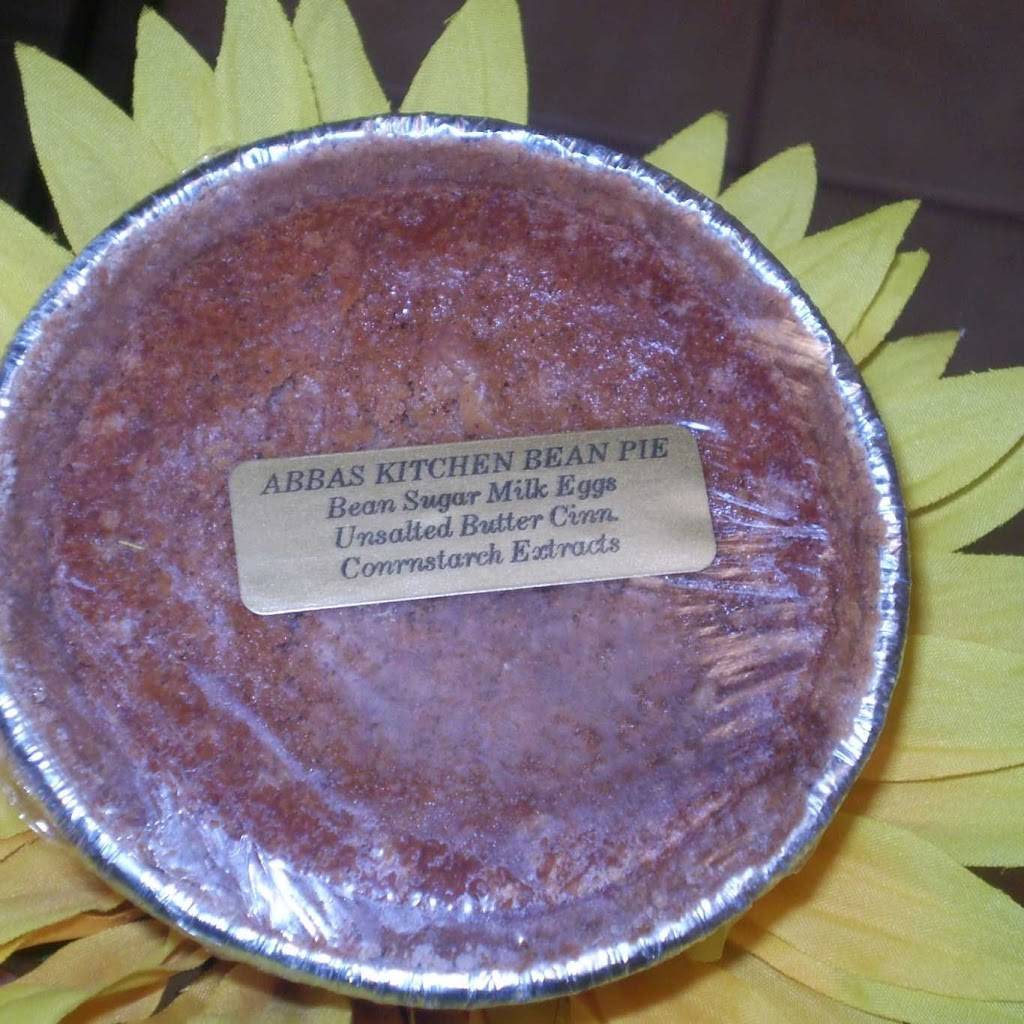 ABBAS KITCHEN BEAN PIE
Bean Sugar Milk Eggs
Unsalted Butter Cinn.
Conrnstarch Extracts